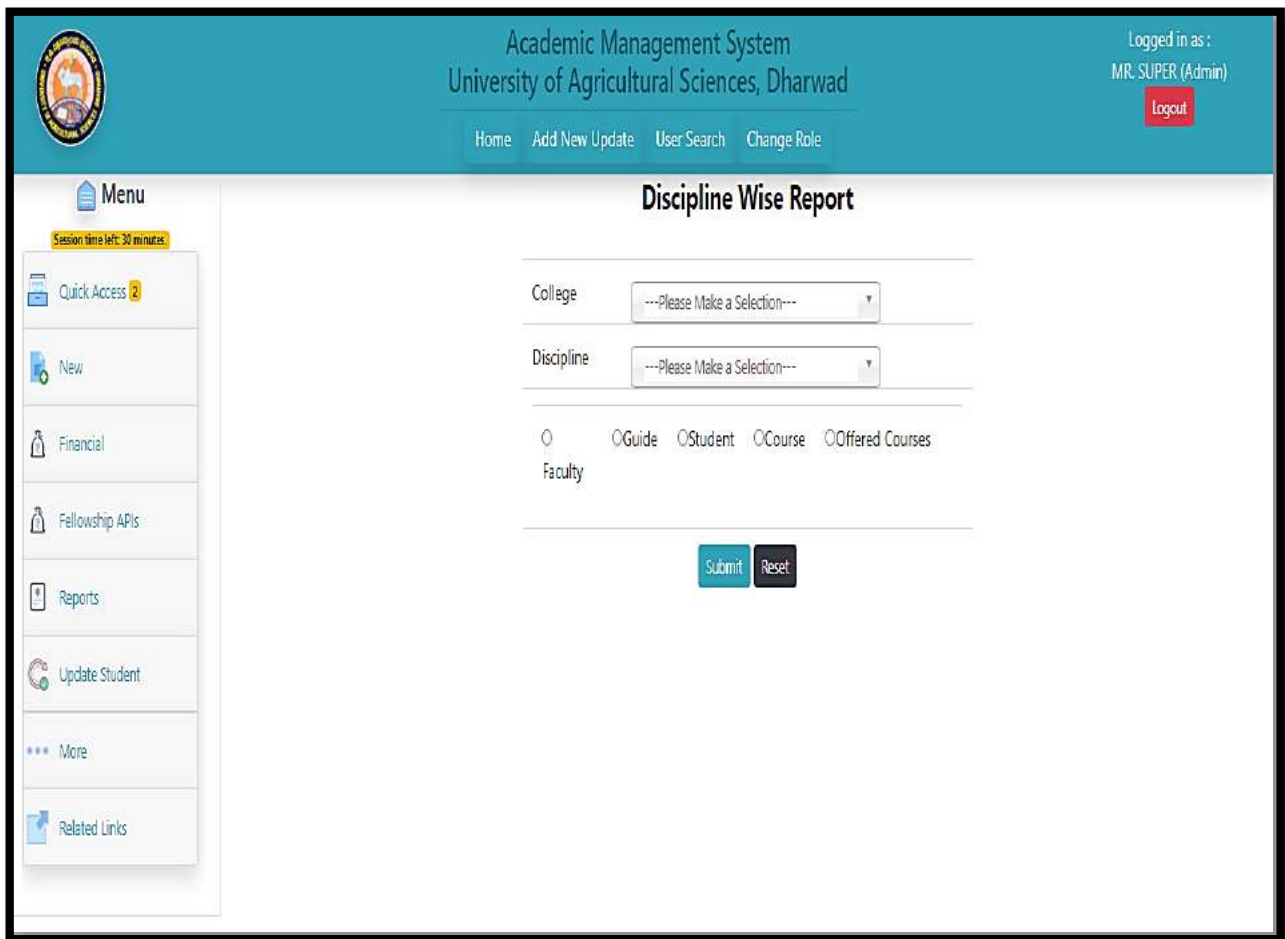 Academic Management System
University of Agricultural Sciences, Dharwad
Home Add New Update User Search Change Role
Logged in as :
MR. SUPER (Admin)
Logout
Menu
Session time left: 30 minutes.
Quick Access 2
New
Financial
Fellowship APIs
Reports
Update Student
More
Related Links
Discipline Wise Report
College ---Please Make a Selection---
Discipline ---Please Make a Selection---
Guide Student Course Offered Courses
Faculty
Submit Reset